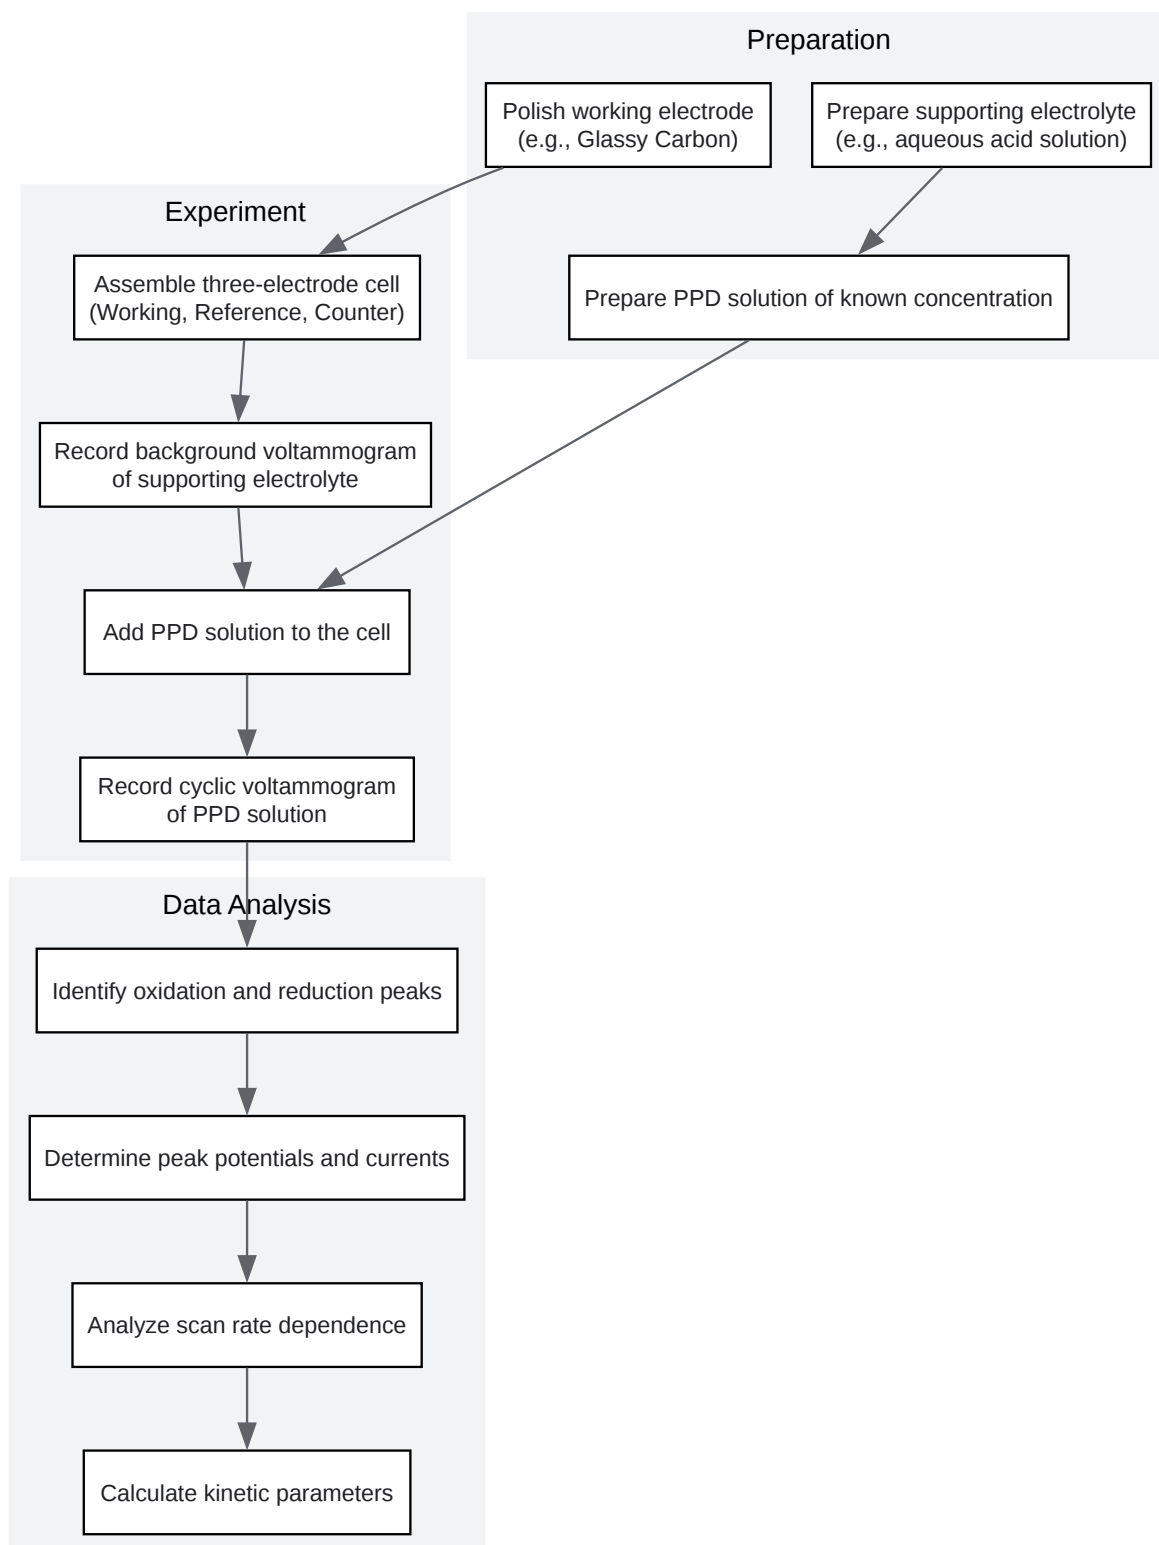 Preparation
Polish working electrode
(e.g., Glassy Carbon)
Prepare supporting electrolyte
(e.g., aqueous acid solution)
Prepare PPD solution of known concentration
Experiment
Assemble three-electrode cell
(Working, Reference, Counter)
Record background voltammogram
of supporting electrolyte
Add PPD solution to the cell
Record cyclic voltammogram
of PPD solution
Data Analysis
Identify oxidation and reduction peaks
Determine peak potentials and currents
Analyze scan rate dependence
Calculate kinetic parameters